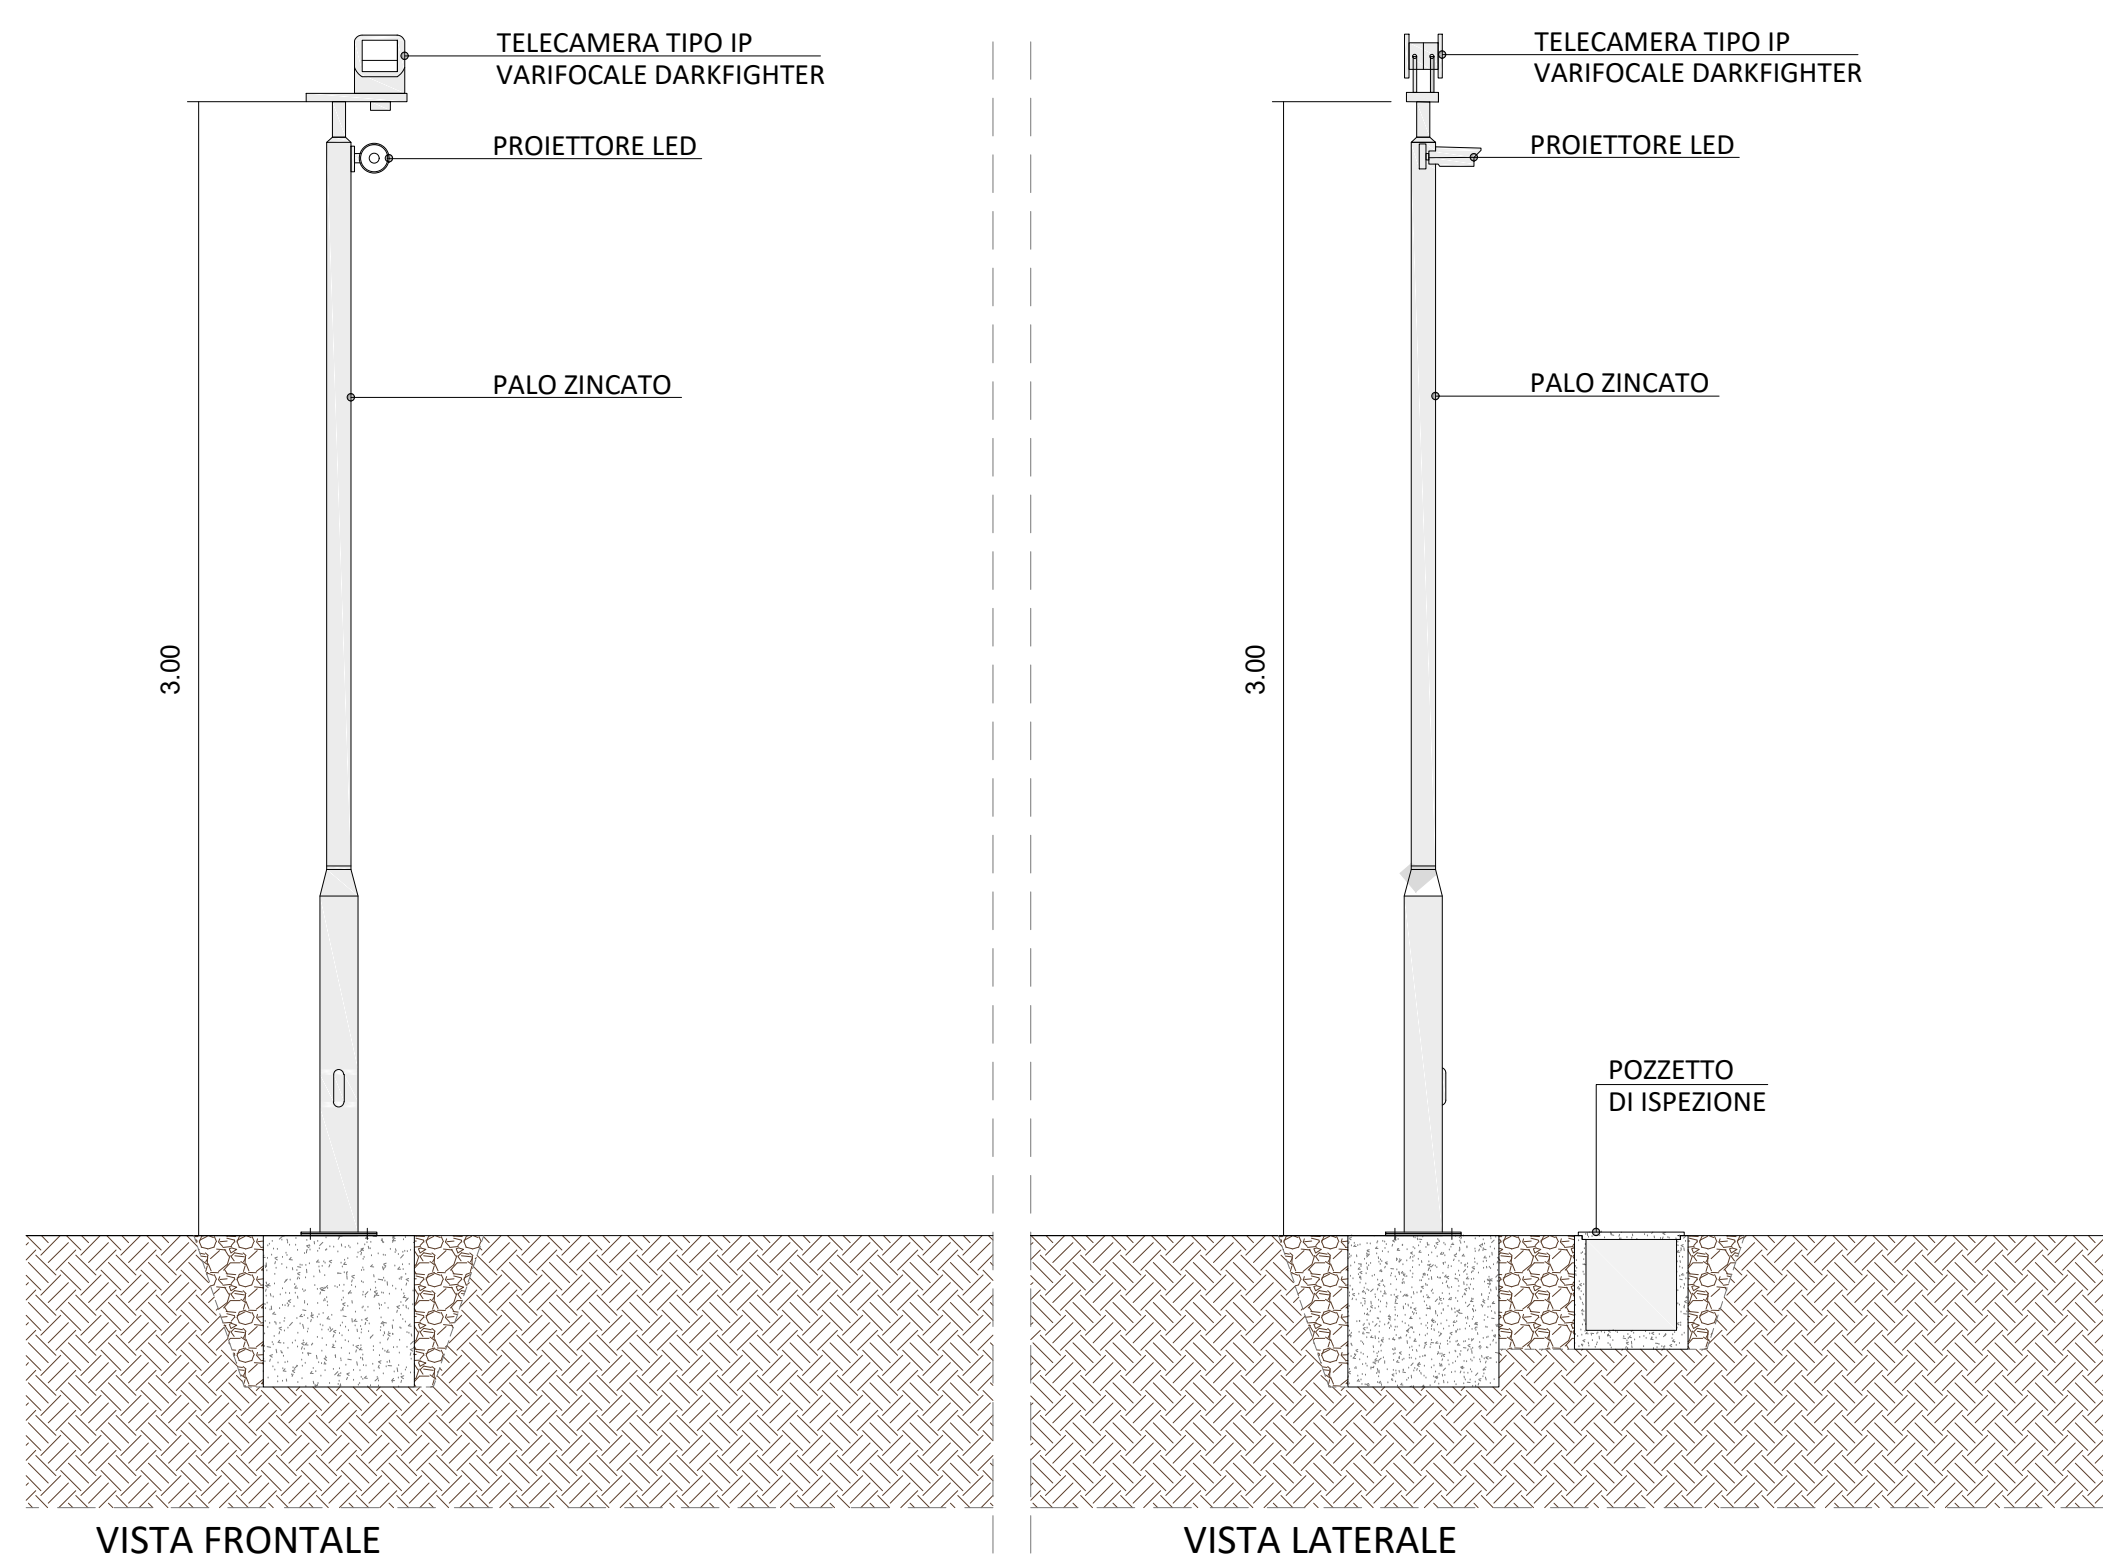 TELECAMERA TIPO IP
VARIFOCALE DARKFIGHTER
PROIETTORE LED
PALO ZINCATO
3.00
VISTA FRONTALE
TELECAMERA TIPO IP
VARIFOCALE DARKFIGHTER
PROIETTORE LED
PALO ZINCATO
3.00
POZZETTO
DI ISPEZIONE
VISTA LATERALE